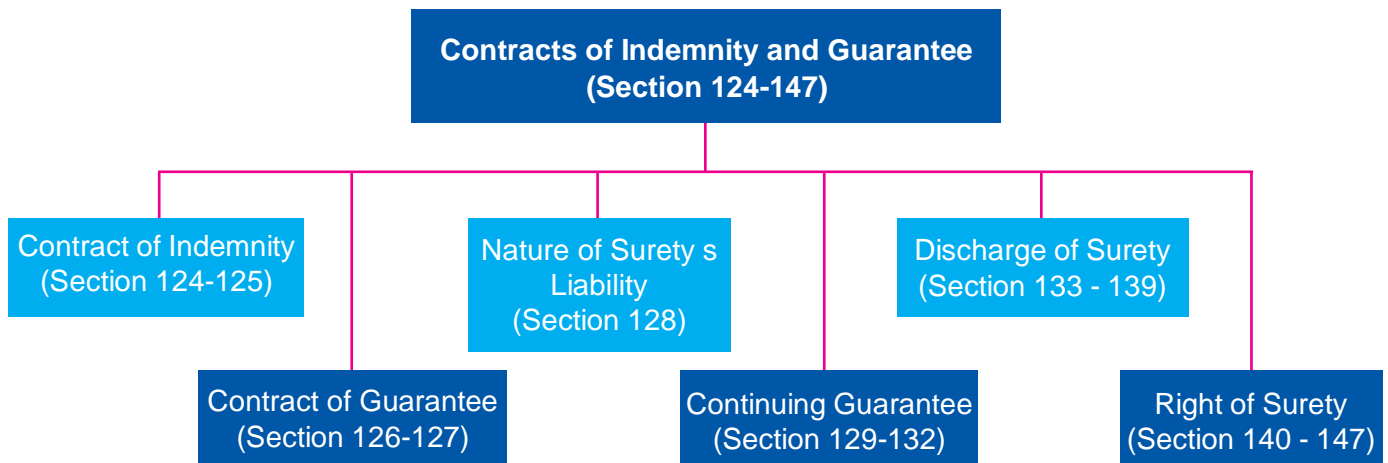 Contracts of Indemnity and Guarantee
(Section 124-147)
Contract of Indemnity
(Section 124-125)
Contract of Guarantee
(Section 126-127)
Nature of Surety s
Liability
(Section 128)
Continuing Guarantee
(Section 129-132)
Discharge of Surety
(Section 133 - 139)
Right of Surety
(Section 140 - 147)